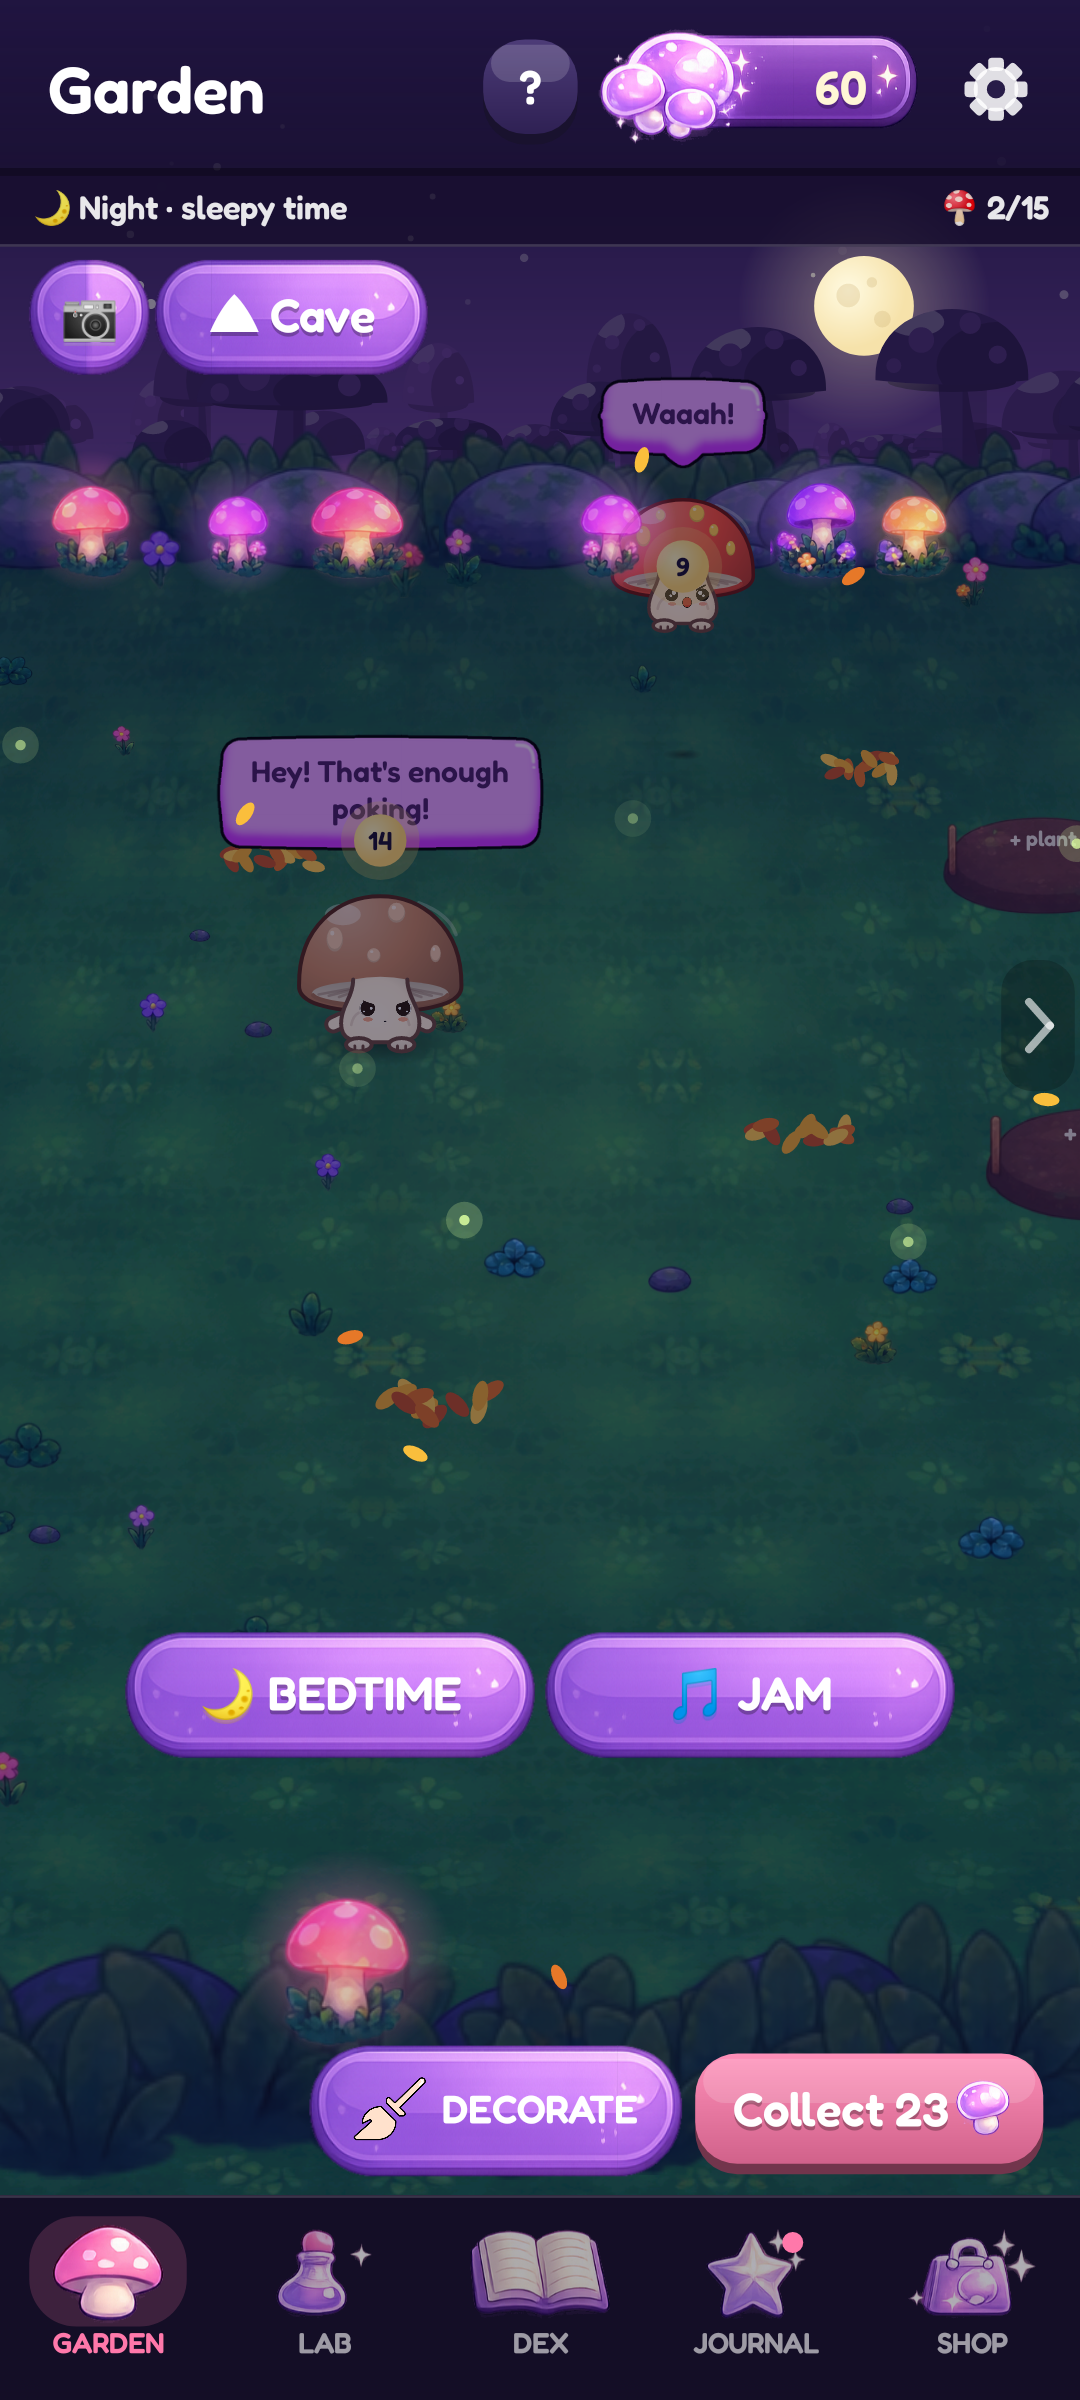 Garden
?
60
Night · sleepy time
2/15
Cave
Waaah!
9
Hey! That's enough
poking!
14
+ plant
+
BEDTIME
JAM
DECORATE
Collect 23
GARDEN
LAB
DEX
JOURNAL
SHOP